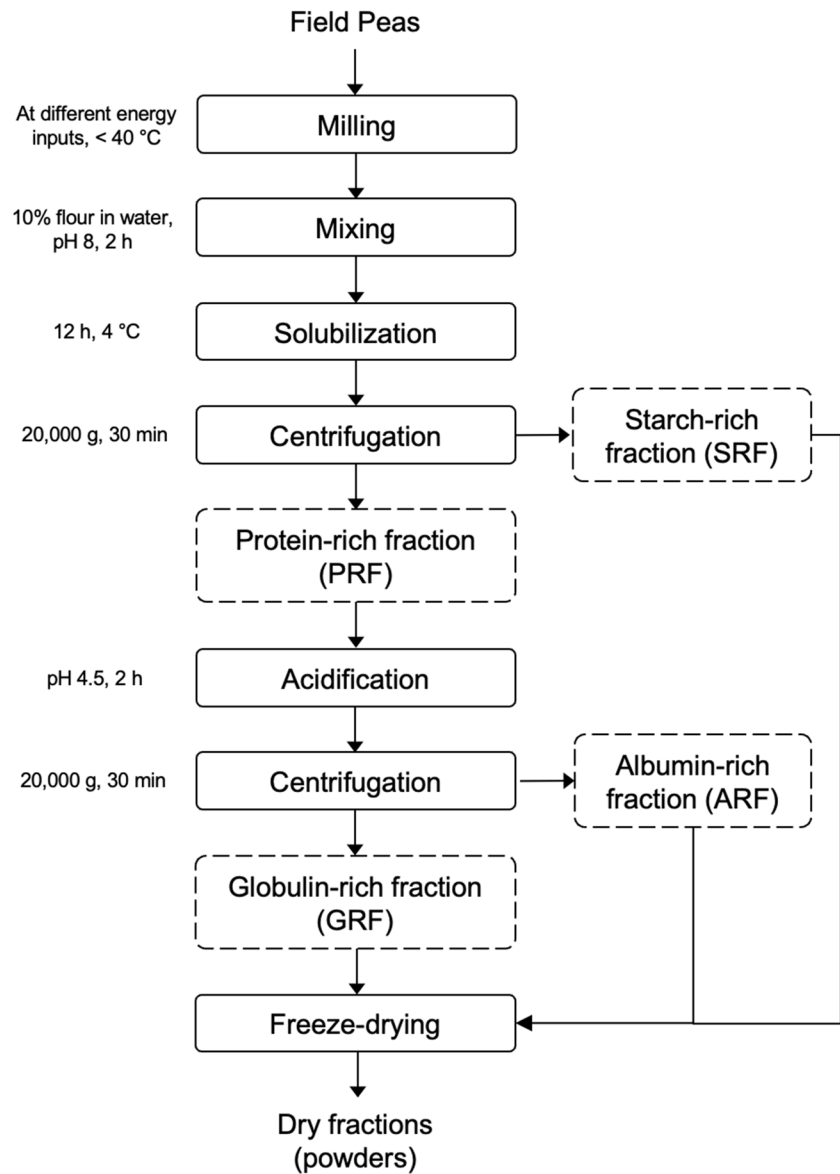 Field Peas
At different energy
inputs, < 40 °C
Milling
10% flour in water,
pH 8, 2 h
Mixing
12 h, 4 °C
Solubilization
20,000 g, 30 min
Centrifugation
Starch-rich
fraction (SRF)
Protein-rich fraction
(PRF)
pH 4.5, 2 h
Acidification
20,000 g, 30 min
Centrifugation
Albumin-rich
fraction (ARF)
Globulin-rich fraction
(GRF)
Freeze-drying
Dry fractions
(powders)